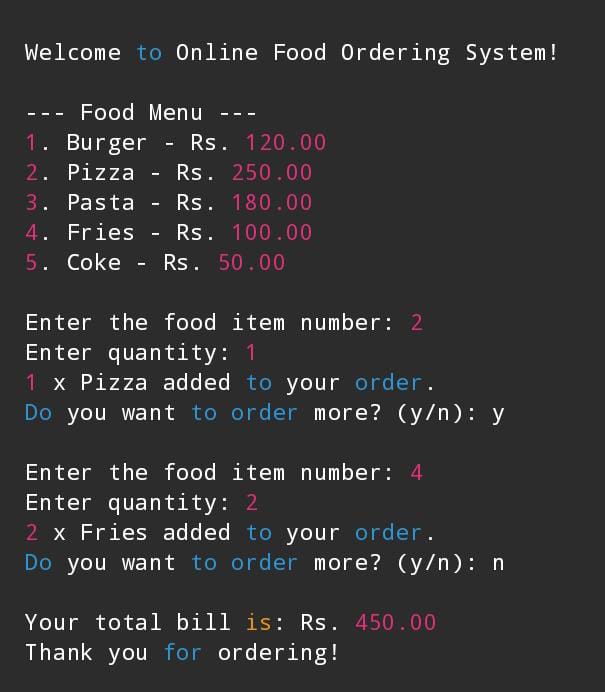 Welcome to Online Food Ordering System!
--- Food Menu ---
1. Burger - Rs. 120.00
2. Pizza - Rs. 250.00
3. Pasta - Rs. 180.00
4. Fries - Rs. 100.00
5. Coke - Rs. 50.00
Enter the food item number: 2
Enter quantity: 1
1 x Pizza added to your order.
Do you want to order more? (y/n): y
Enter the food item number: 4
Enter quantity: 2
2 x Fries added to your order.
Do you want to order more? (y/n): n
Your total bill is: Rs. 450.00
Thank you for ordering!